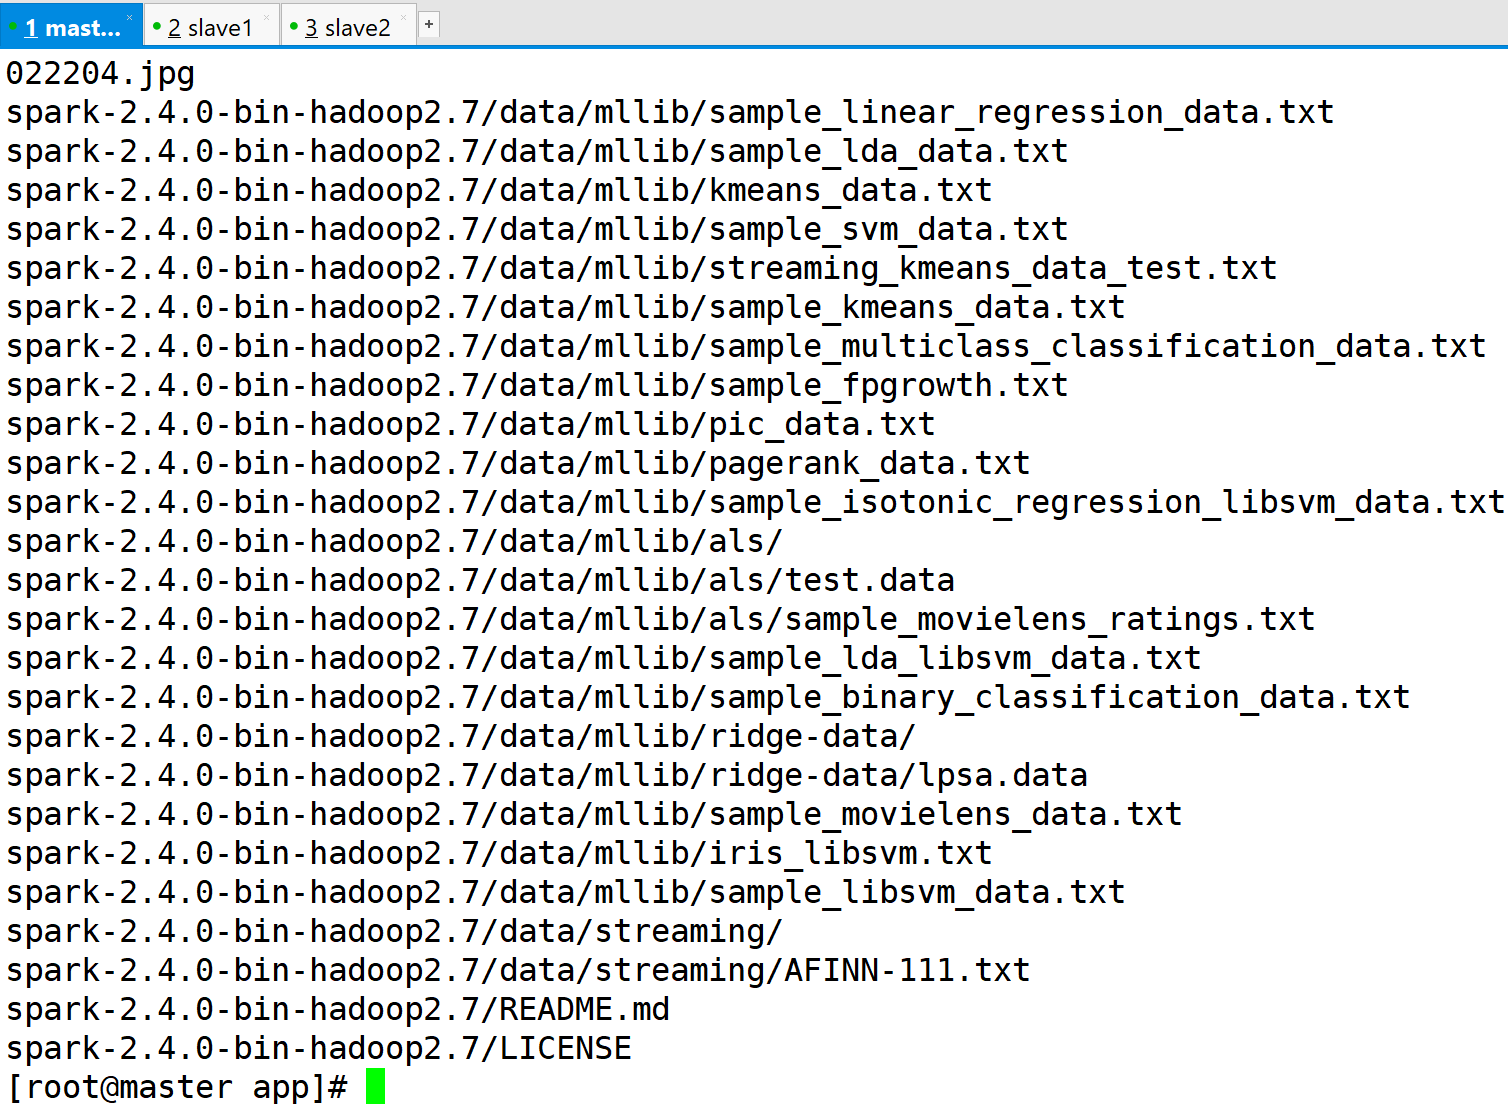 1 mast... × 2 slave1 × 3 slave2 × +
022204.jpg
spark-2.4.0-bin-hadoop2.7/data/mllib/sample_linear_regression_data.txt
spark-2.4.0-bin-hadoop2.7/data/mllib/sample_lda_data.txt
spark-2.4.0-bin-hadoop2.7/data/mllib/kmeans_data.txt
spark-2.4.0-bin-hadoop2.7/data/mllib/sample_svm_data.txt
spark-2.4.0-bin-hadoop2.7/data/mllib/streaming_kmeans_data_test.txt
spark-2.4.0-bin-hadoop2.7/data/mllib/sample_kmeans_data.txt
spark-2.4.0-bin-hadoop2.7/data/mllib/sample_multiclass_classification_data.txt
spark-2.4.0-bin-hadoop2.7/data/mllib/sample_fpgrowth.txt
spark-2.4.0-bin-hadoop2.7/data/mllib/pic_data.txt
spark-2.4.0-bin-hadoop2.7/data/mllib/pagerank_data.txt
spark-2.4.0-bin-hadoop2.7/data/mllib/sample_isotonic_regression_libsvm_data.txt
spark-2.4.0-bin-hadoop2.7/data/mllib/als/
spark-2.4.0-bin-hadoop2.7/data/mllib/als/test.data
spark-2.4.0-bin-hadoop2.7/data/mllib/als/sample_movielens_ratings.txt
spark-2.4.0-bin-hadoop2.7/data/mllib/sample_lda_libsvm_data.txt
spark-2.4.0-bin-hadoop2.7/data/mllib/sample_binary_classification_data.txt
spark-2.4.0-bin-hadoop2.7/data/mllib/ridge-data/
spark-2.4.0-bin-hadoop2.7/data/mllib/ridge-data/lpsa.data
spark-2.4.0-bin-hadoop2.7/data/mllib/sample_movielens_data.txt
spark-2.4.0-bin-hadoop2.7/data/mllib/iris_libsvm.txt
spark-2.4.0-bin-hadoop2.7/data/mllib/sample_libsvm_data.txt
spark-2.4.0-bin-hadoop2.7/data/streaming/
spark-2.4.0-bin-hadoop2.7/data/streaming/AFINN-111.txt
spark-2.4.0-bin-hadoop2.7/README.md
spark-2.4.0-bin-hadoop2.7/LICENSE
[root@master app]#